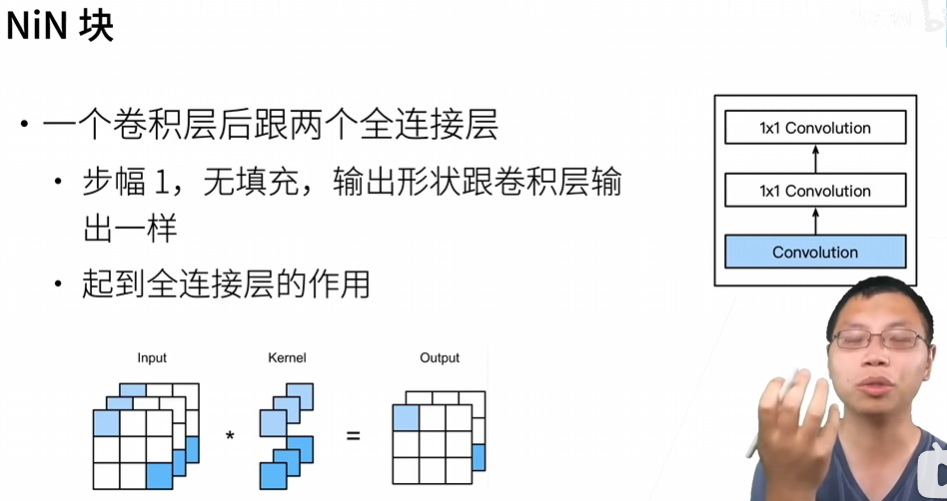 NiN 块
• 一个卷积层后跟两个全连接层
• 步幅 1，无填充，输出形状跟卷积层输
出一样
• 起到全连接层的作用
1x1 Convolution
1x1 Convolution
Convolution
Input
Kernel
Output
*
=